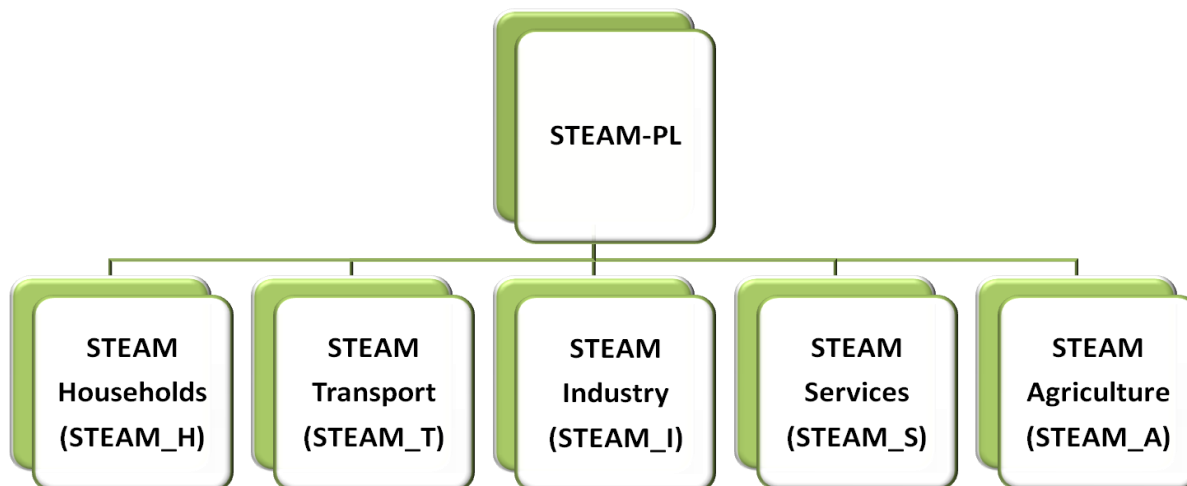 STEAM-PL
STEAM
Households
(STEAM_H)
STEAM
Transport
(STEAM_T)
STEAM
Industry
(STEAM_I)
STEAM
Services
(STEAM_S)
STEAM
Agriculture
(STEAM_A)